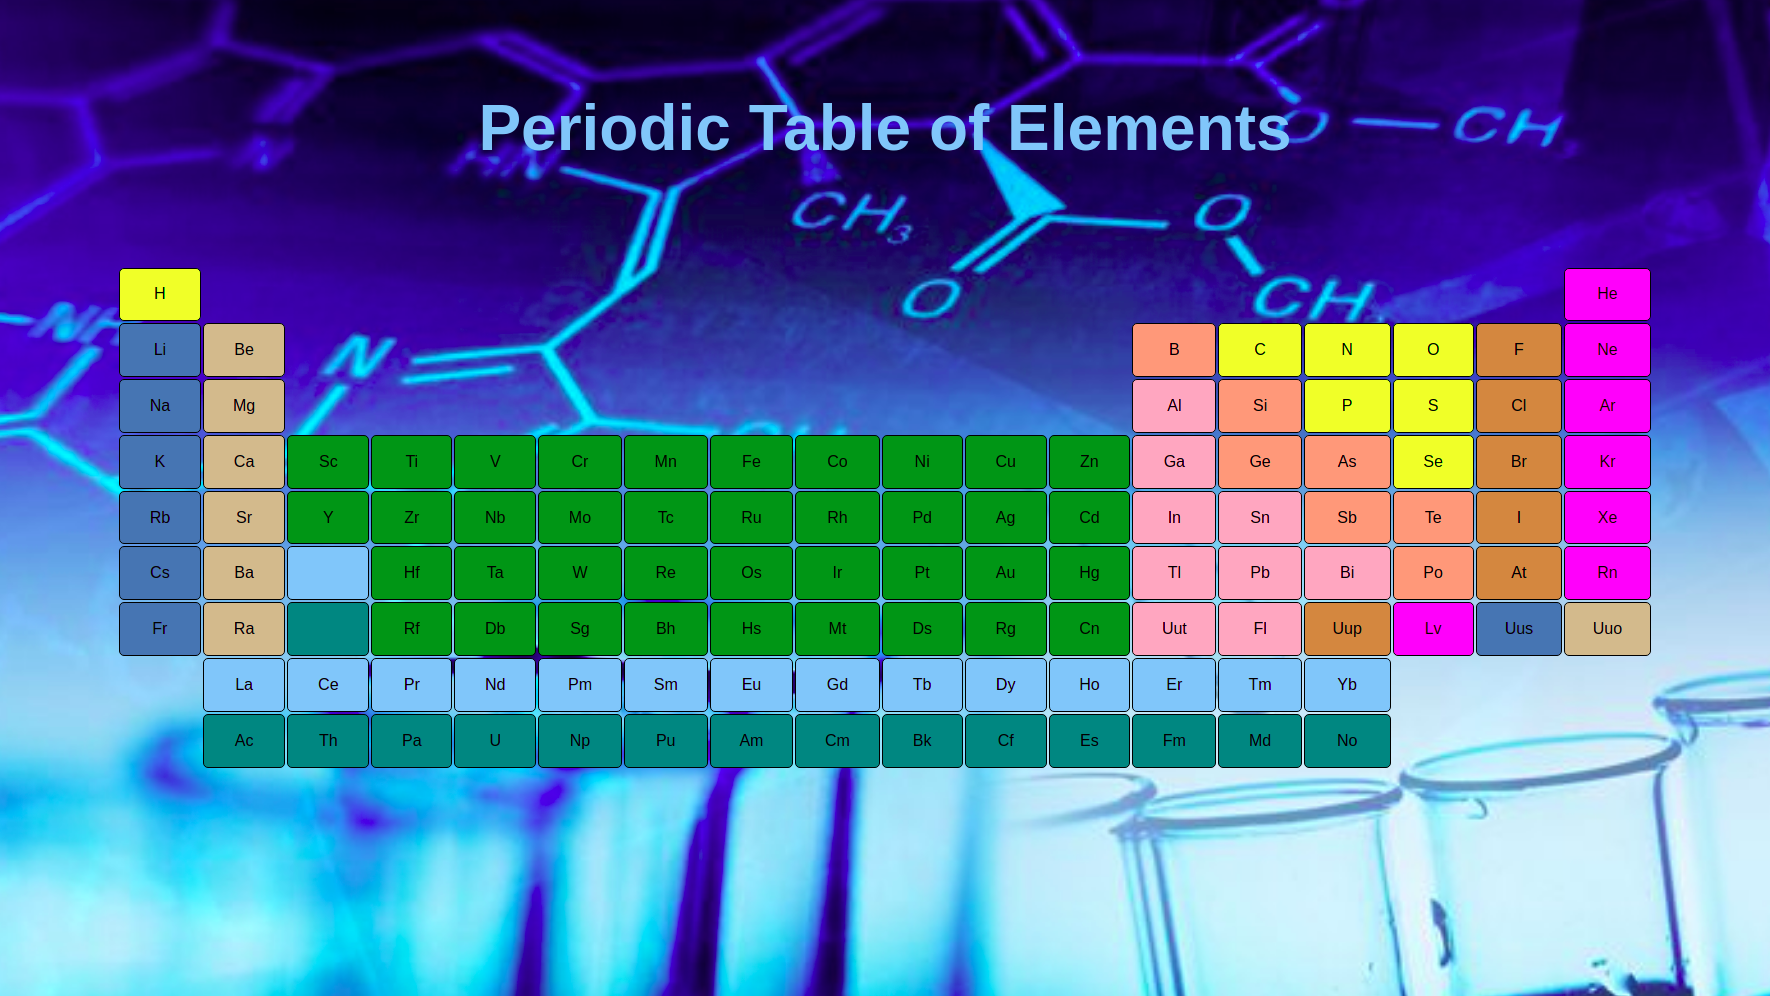 Periodic Table of Elements
HN
O
CH
CH3
O
O
CH
NH
N
N
H He
Li Be B C N O F Ne
Na Mg Al Si P S Cl Ar
K Ca Sc Ti V Cr Mn Fe Co Ni Cu Zn Ga Ge As Se Br Kr
Rb Sr Y Zr Nb Mo Tc Ru Rh Pd Ag Cd In Sn Sb Te I Xe
Cs Ba Hf Ta W Re Os Ir Pt Au Hg Tl Pb Bi Po At Rn
Fr Ra Rf Db Sg Bh Hs Mt Ds Rg Cn Uut Fl Uup Lv Uus Uuo
La Ce Pr Nd Pm Sm Eu Gd Tb Dy Ho Er Tm Yb
Ac Th Pa U Np Pu Am Cm Bk Cf Es Fm Md No